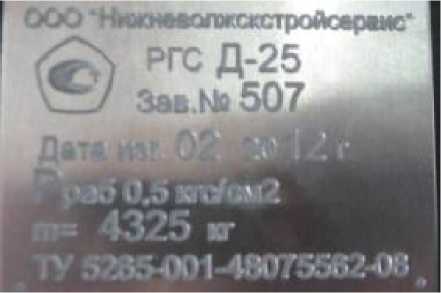 ООО "Нижневолжскстройсервис"
РГС Д-25
Зав.№ 507
Дата изг. 02 2012 г
Рраб 0,5 кгс/см2
m= 4325 кг
ТУ 5265-001-48075562-08